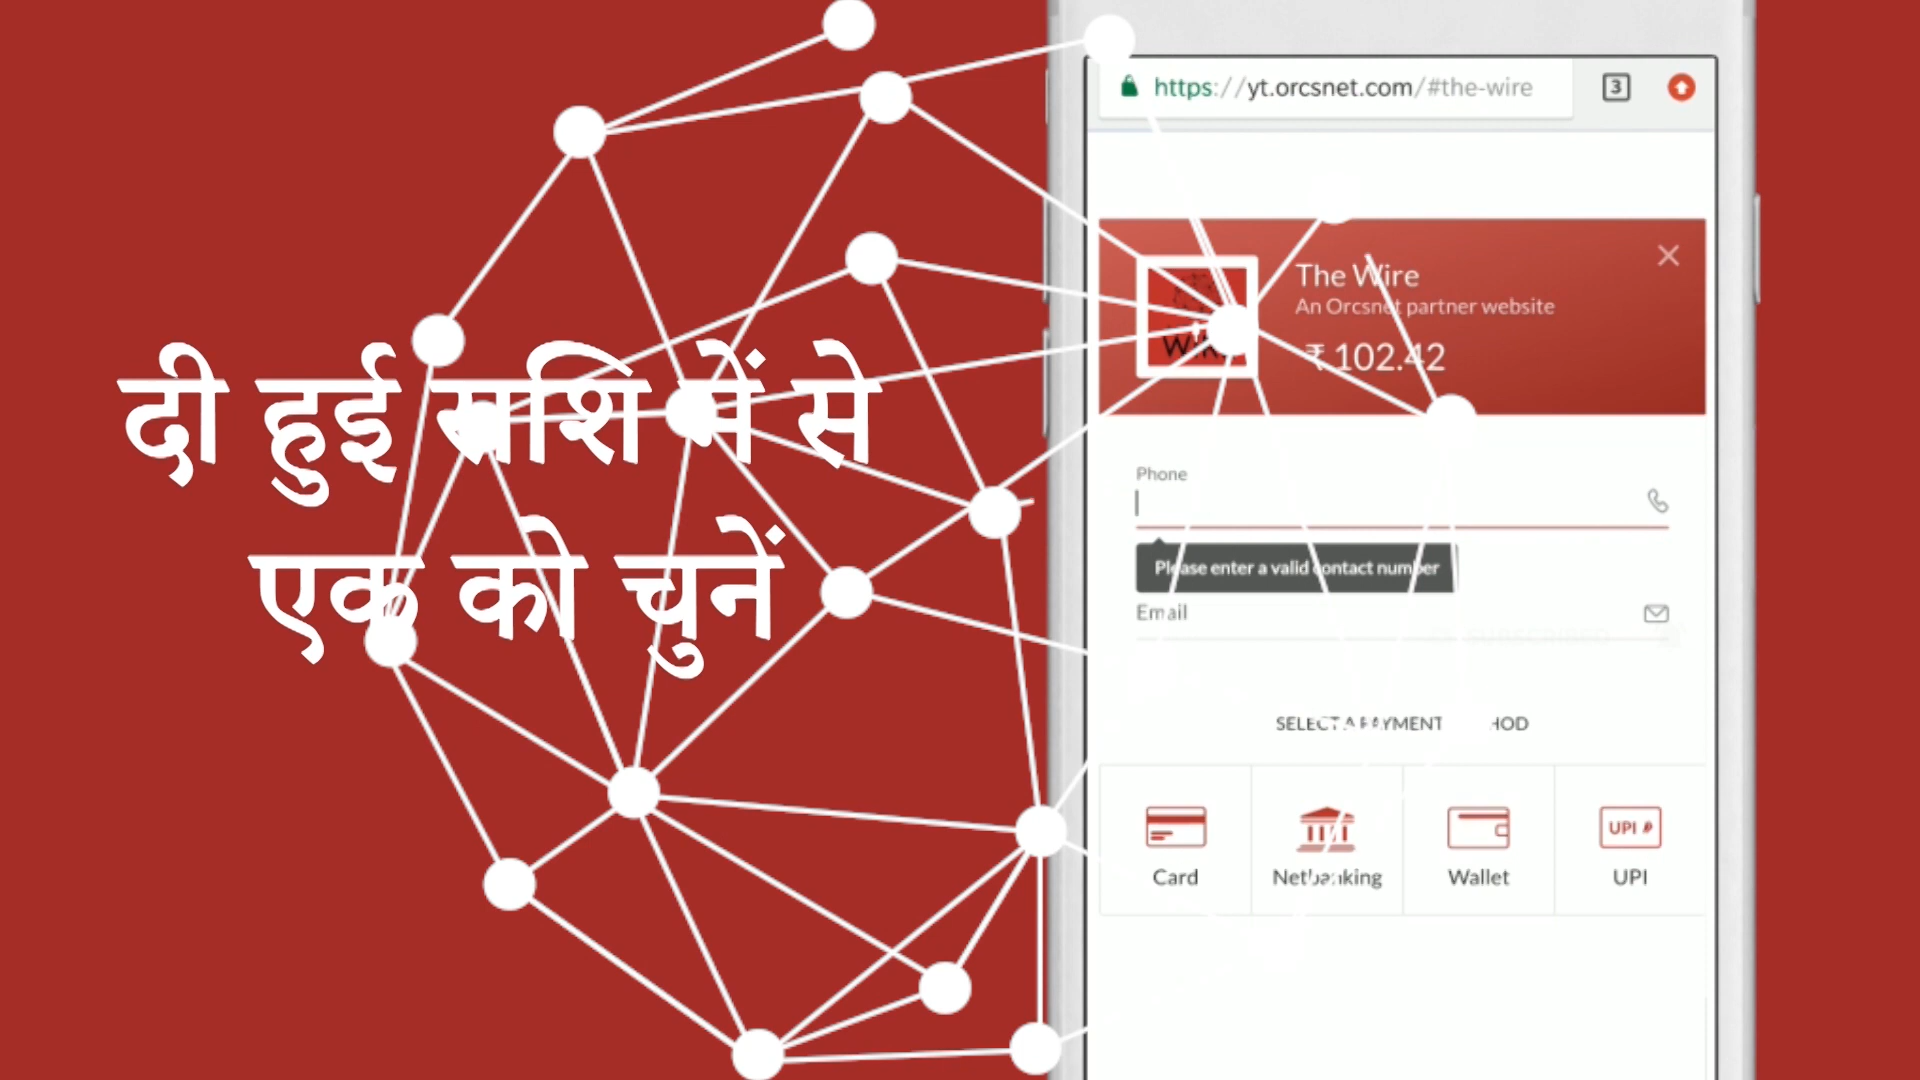 दी हुई राशि में से
एक को चुनें
https://yt.orcsnet.com/#the-wire
3
The Wire
An Orcsnet partner website
₹ 102.42
Phone
Please enter a valid contact number
Email
SELECT A PAYMENT
Card
Netbanking
Wallet
UPI
UPI